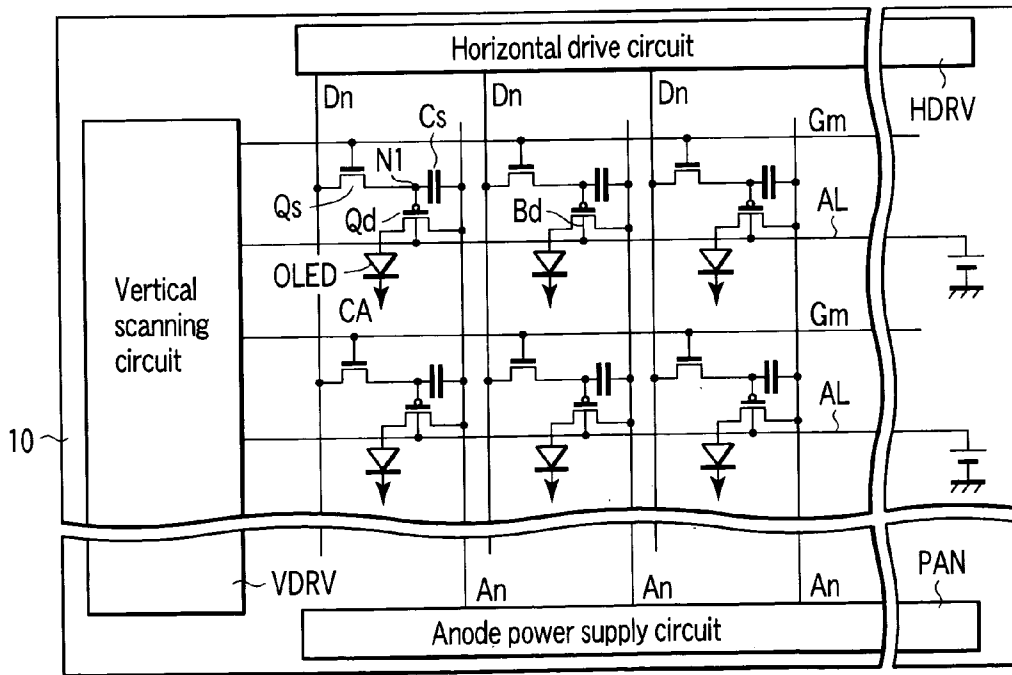 Horizontal drive circuit
HDRV
Dn
Dn
Dn
Cs
Gm
N1
Qs
Qd
Bd
AL
OLED
Vertical
scanning
circuit
CA
Gm
AL
10
VDRV
An
An
An
PAN
Anode power supply circuit